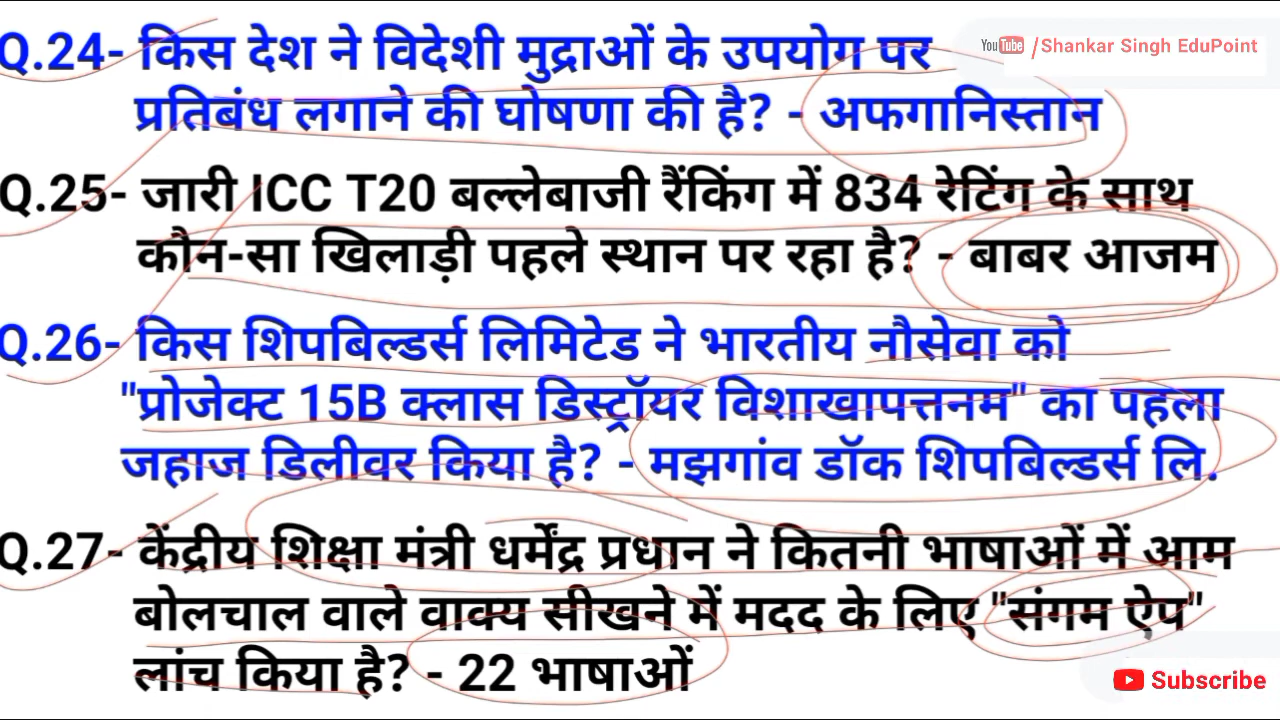 YouTube /Shankar Singh EduPoint
Q.24- किस देश ने विदेशी मुद्राओं के उपयोग पर
प्रतिबंध लगाने की घोषणा की है? - अफगानिस्तान
Q.25- जारी ICC T20 बल्लेबाजी रैंकिंग में 834 रेटिंग के साथ
कौन-सा खिलाड़ी पहले स्थान पर रहा है? - बाबर आजम
Q.26- किस शिपबिल्डर्स लिमिटेड ने भारतीय नौसेवा को
"प्रोजेक्ट 15B क्लास डिस्ट्रॉयर विशाखापत्तनम" का पहला
जहाज डिलीवर किया है? - मझगांव डॉक शिपबिल्डर्स लि.
Q.27- केंद्रीय शिक्षा मंत्री धर्मेंद्र प्रधान ने कितनी भाषाओं में आम
बोलचाल वाले वाक्य सीखने में मदद के लिए "संगम ऐप"
लांच किया है? - 22 भाषाओं
Subscribe